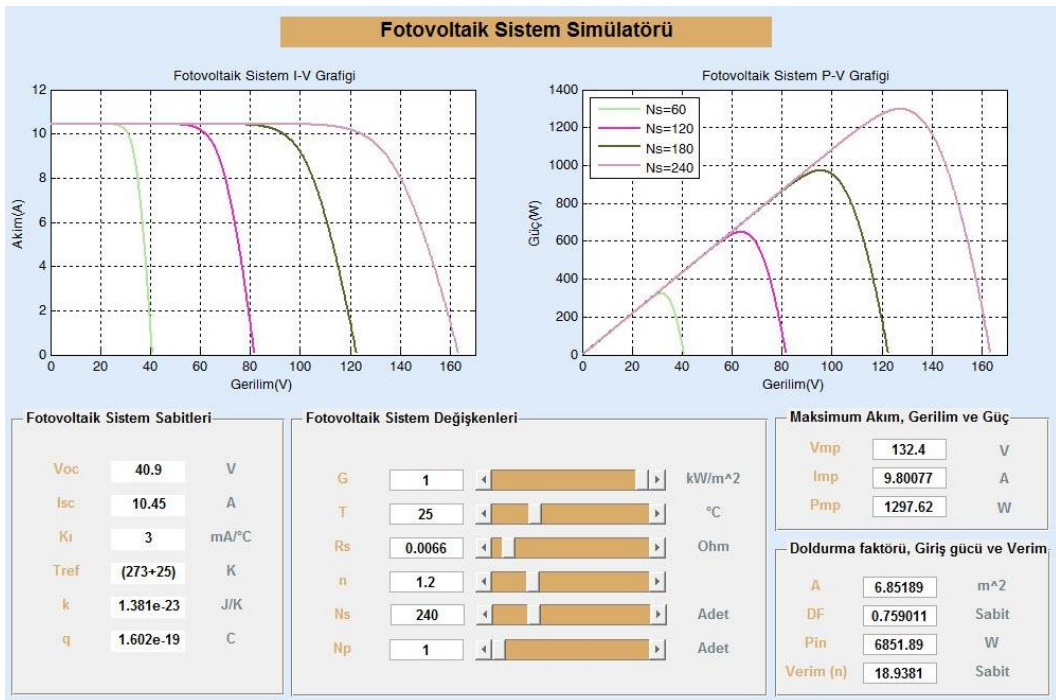 Fotovoltaik Sistem Simülatörü
Fotovoltaik Sistem I-V Grafigi
12
10
8
6
4
2
0
Akim(A)
0 20 40 60 80 100 120 140 160
Gerilim(V)
Fotovoltaik Sistem P-V Grafigi
1400
1200
1000
800
600
400
200
0
Güç(W)
Ns=60
Ns=120
Ns=180
Ns=240
0 20 40 60 80 100 120 140 160
Gerilim(V)
Fotovoltaik Sistem Sabitleri
Voc 40.9 V
Isc 10.45 A
Kı 3 mA/°C
Tref (273+25) K
k 1.381e-23 J/K
q 1.602e-19 C
Fotovoltaik Sistem Değişkenleri
G 1 kW/m^2
T 25 °C
Rs 0.0066 Ohm
n 1.2
Ns 240 Adet
Np 1 Adet
Maksimum Akım, Gerilim ve Güç
Vmp 132.4 V
Imp 9.80077 A
Pmp 1297.62 W
Doldurma faktörü, Giriş gücü ve Verim
A 6.85189 m^2
DF 0.759011 Sabit
Pin 6851.89 W
Verim (n) 18.9381 Sabit